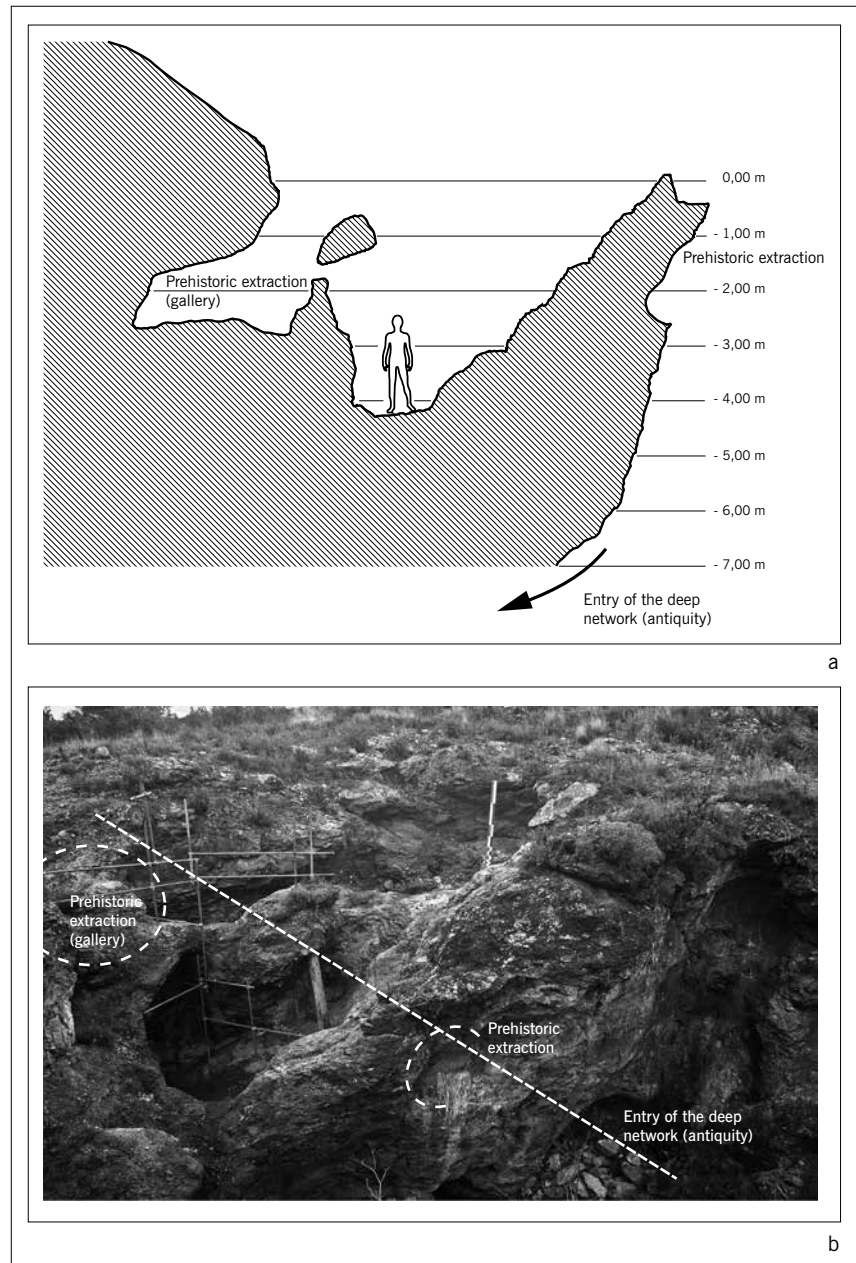 0,00 m
- 1,00 m
Prehistoric extraction
Prehistoric extraction
(gallery)
- 2,00 m
- 3,00 m
- 4,00 m
- 5,00 m
- 6,00 m
- 7,00 m
Entry of the deep
network (antiquity)
a
Prehistoric
extraction
(gallery)
Prehistoric
extraction
Entry of the deep
network (antiquity)
b